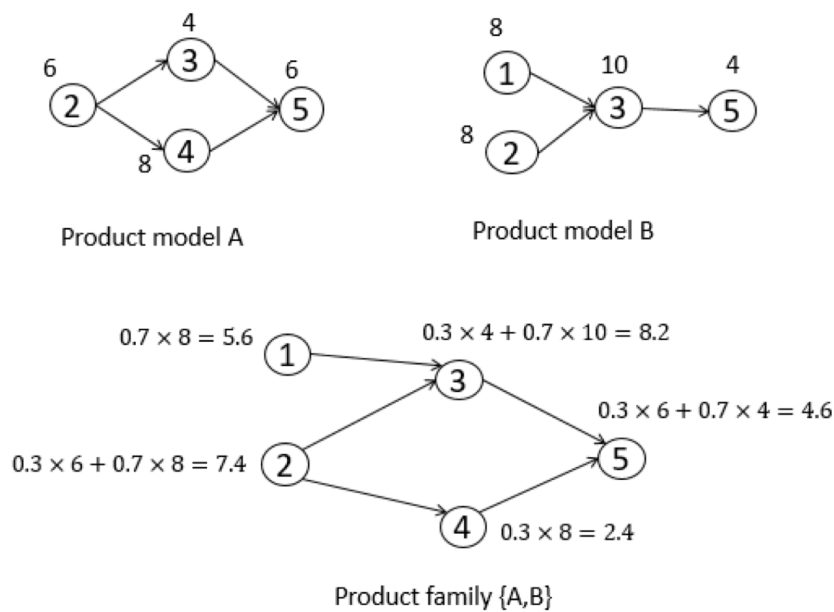 4
3
6
2
6
5
8
4
Product model A
8
1
10
3
4
5
8
2
Product model B
0.7 × 8 = 5.6
1
0.3 × 4 + 0.7 × 10 = 8.2
3
0.3 × 6 + 0.7 × 4 = 4.6
5
0.3 × 6 + 0.7 × 8 = 7.4
2
4
0.3 × 8 = 2.4
Product family {A,B}